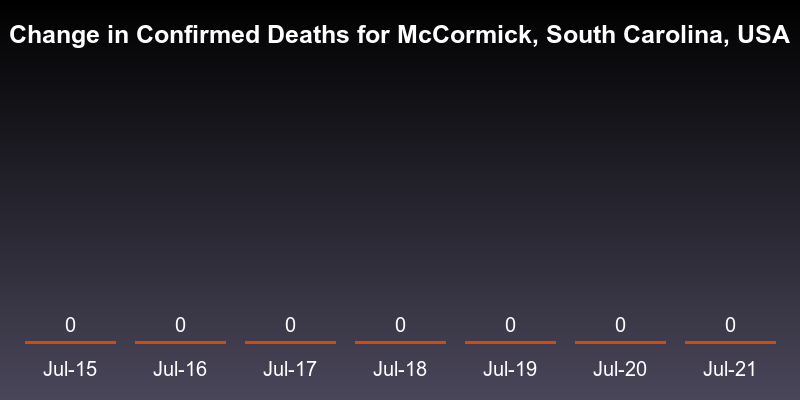 Change in Confirmed Deaths for McCormick, South Carolina, USA
0 0 0 0 0 0 0
Jul-15 Jul-16 Jul-17 Jul-18 Jul-19 Jul-20 Jul-21